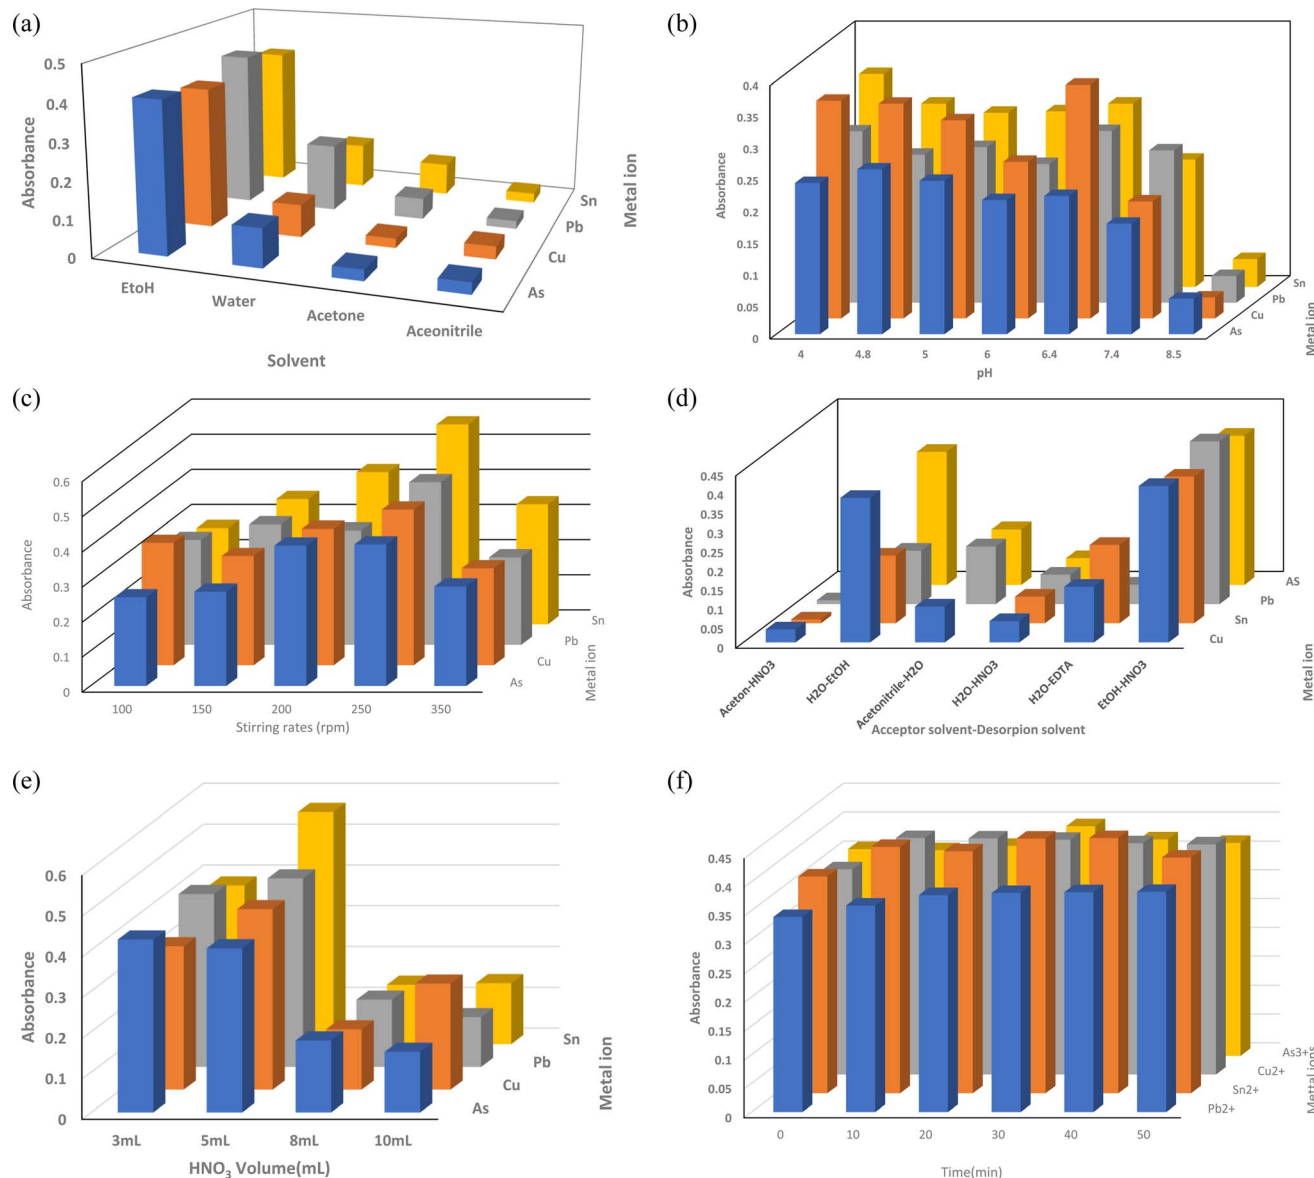 (a)
0.5
0.4
0.3
0.2
0.1
0
Absorbance
EtoH
Water
Acetone
Aceonitrile
Solvent
As
Cu
Pb
Sn
Metal ion
(b)
0.4
0.35
0.3
0.25
0.2
0.15
0.1
0.05
0
Absorbance
4
4.8
5
6
6.4
7.4
8.5
pH
As
Cu
Pb
Sn
Metal ion
(c)
0.6
0.5
0.4
0.3
0.2
0.1
0
Absorbance
100
150
200
250
350
Stirring rates (rpm)
As
Cu
Pb
Sn
Metal ion
(d)
0.45
0.4
0.35
0.3
0.25
0.2
0.15
0.1
0.05
0
Absorbance
Aceton-HNO3
H2O-EtOH
Acetonitrile-H2O
H2O-HNO3
H2O-EDTA
EtOH-HNO3
Acceptor solvent-Desorpion solvent
Cu
Sn
Pb
AS
Metal ion
(e)
0.6
0.5
0.4
0.3
0.2
0.1
0
Absorbance
3mL
5mL
8mL
10mL
HNO₃ Volume(mL)
As
Cu
Pb
Sn
Metal ion
(f)
0.45
0.4
0.35
0.3
0.25
0.2
0.15
0.1
0.05
0
Absorbance
0
10
20
30
40
50
Time(min)
Pb2+
Sn2+
Cu2+
As3+
Mettal ions